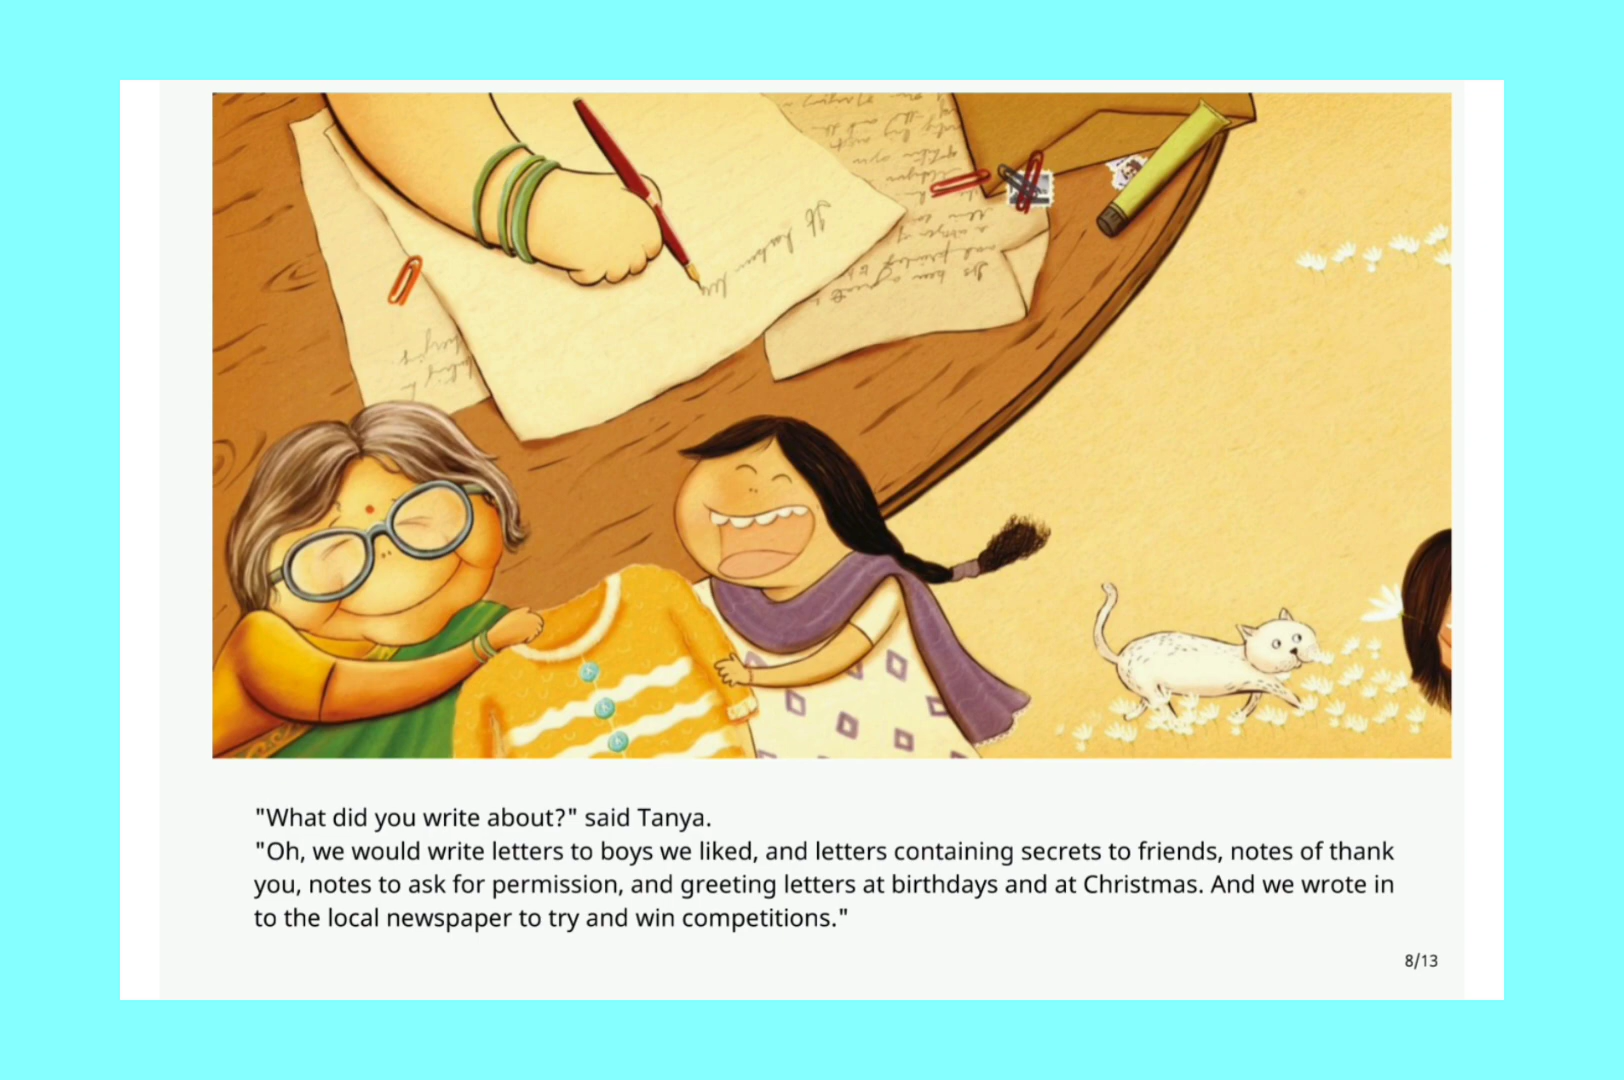 "What did you write about?" said Tanya.
"Oh, we would write letters to boys we liked, and letters containing secrets to friends, notes of thank
you, notes to ask for permission, and greeting letters at birthdays and at Christmas. And we wrote in
to the local newspaper to try and win competitions."
8/13